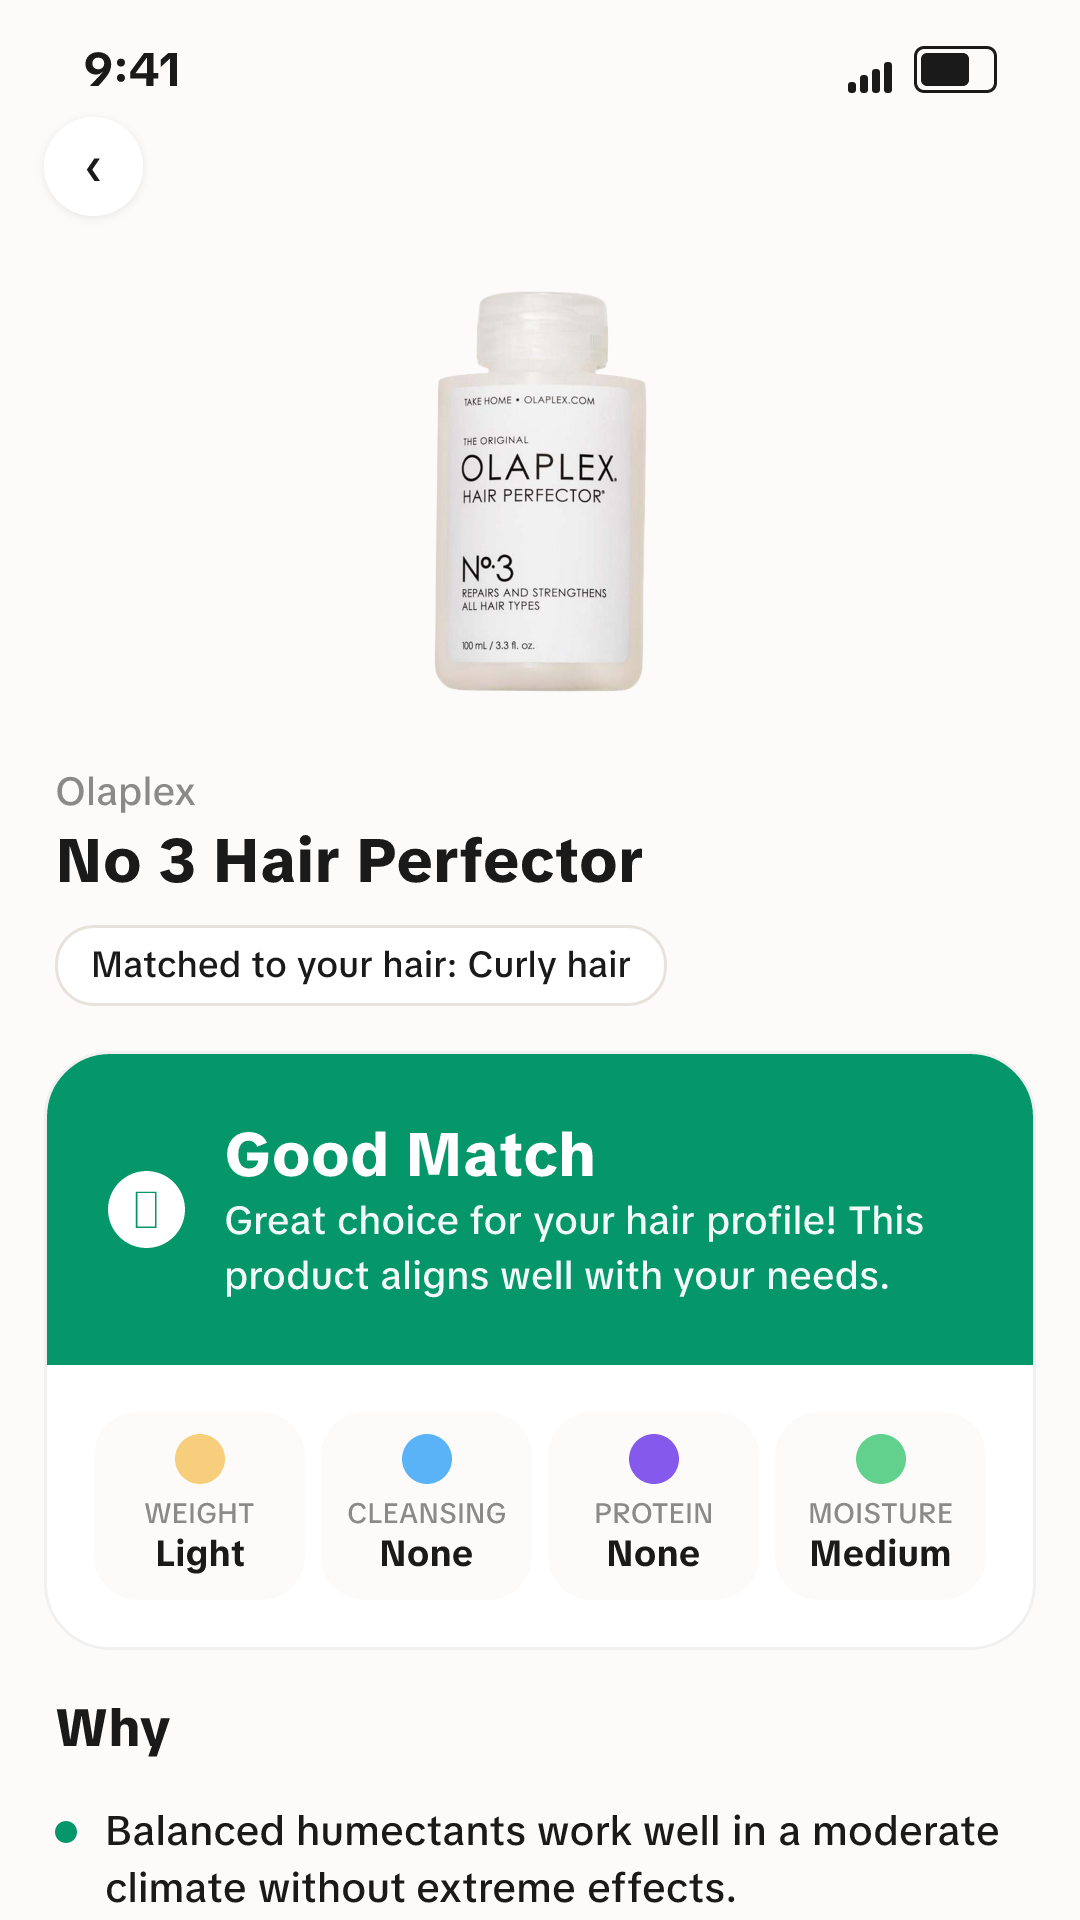 9:41
TAKE HOME • OLAPLEX.COM
THE ORIGINAL
OLAPLEX.
HAIR PERFECTOR®
Nº.3
REPAIRS AND STRENGTHENS
ALL HAIR TYPES
100 mL / 3.3 fl. oz.
Olaplex
No 3 Hair Perfector
Matched to your hair: Curly hair
Good Match
Great choice for your hair profile! This
product aligns well with your needs.
WEIGHT
Light
CLEANSING
None
PROTEIN
None
MOISTURE
Medium
Why
Balanced humectants work well in a moderate
climate without extreme effects.